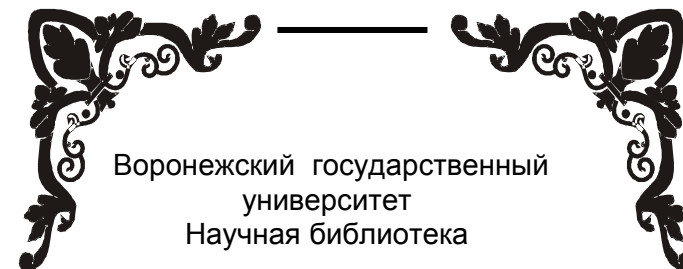 Воронежский государственный
университет
Научная библиотека